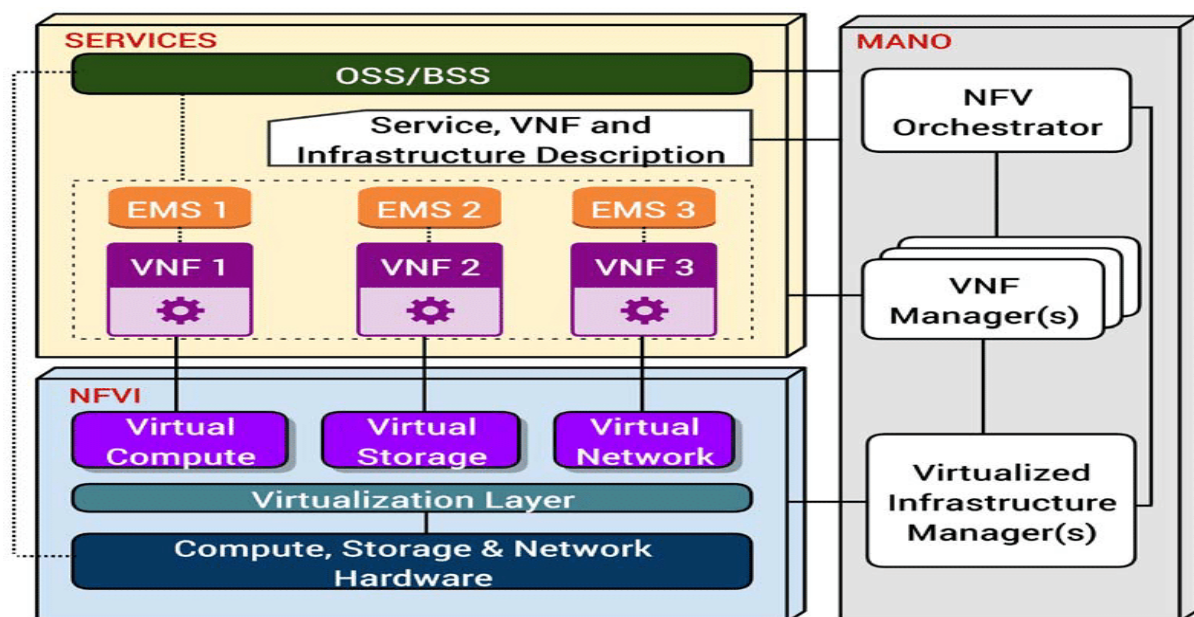 SERVICES
OSS/BSS
Service, VNF and
Infrastructure Description
EMS 1
EMS 2
EMS 3
VNF 1
VNF 2
VNF 3
NFVI
Virtual
Compute
Virtual
Storage
Virtual
Network
Virtualization Layer
Compute, Storage & Network
Hardware
MANO
NFV
Orchestrator
VNF
Manager(s)
Virtualized
Infrastructure
Manager(s)